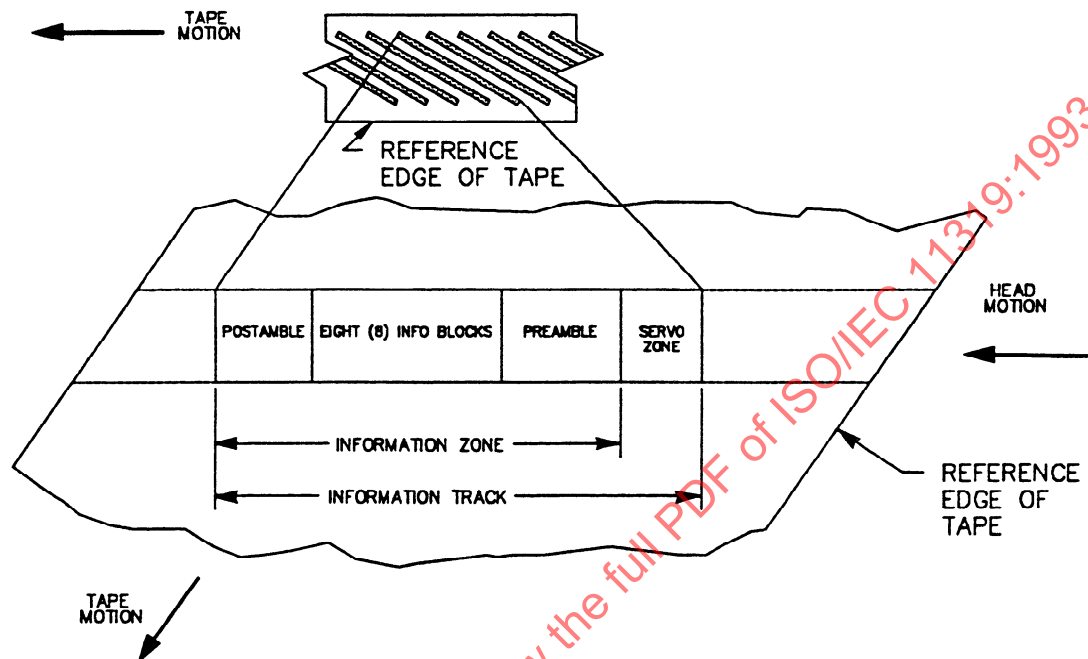 TAPE
MOTION
REFERENCE
EDGE OF TAPE
HEAD
MOTION
POSTAMBLE
EIGHT (8) INFO BLOCKS
PREAMBLE
SERVO
ZONE
INFORMATION ZONE
INFORMATION TRACK
REFERENCE
EDGE OF
TAPE
TAPE
MOTION
w the full PDF of ISO/IEC 11319:1993